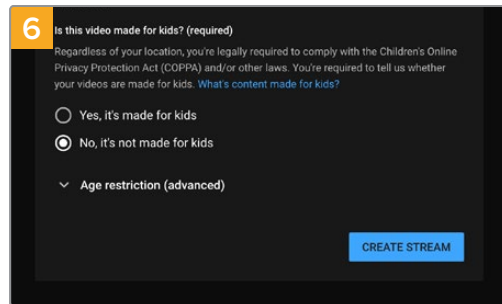 6
Is this video made for kids? (required)
Regardless of your location, you're legally required to comply with the Children's Online
Privacy Protection Act (COPPA) and/or other laws. You're required to tell us whether
your videos are made for kids. What's content made for kids?
Yes, it's made for kids
No, it's not made for kids
Age restriction (advanced)
CREATE STREAM